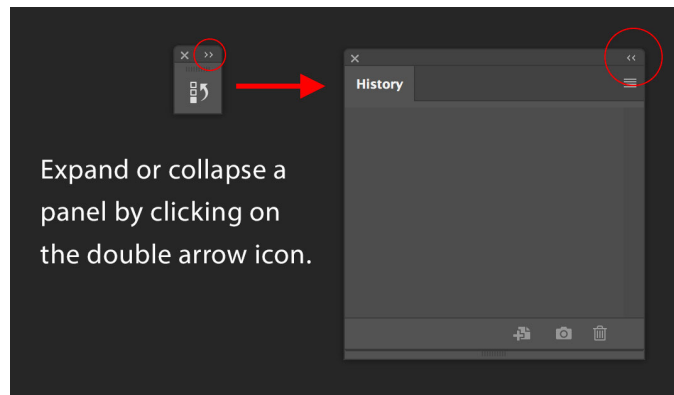 History
Expand or collapse a
panel by clicking on
the double arrow icon.